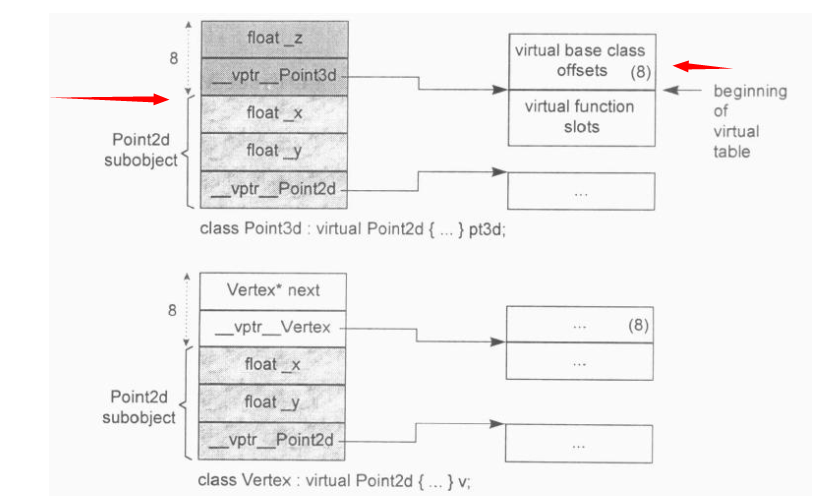 float _z
8
__vptr__Point3d
float _x
Point2d
subobject
float _y
__vptr__Point2d
virtual base class
offsets (8)
virtual function
slots
beginning
of
virtual
table
...
class Point3d : virtual Point2d { ... } pt3d;
Vertex* next
8
__vptr__Vertex
float _x
Point2d
subobject
float _y
__vptr__Point2d
... (8)
...
...
class Vertex : virtual Point2d { ... } v;